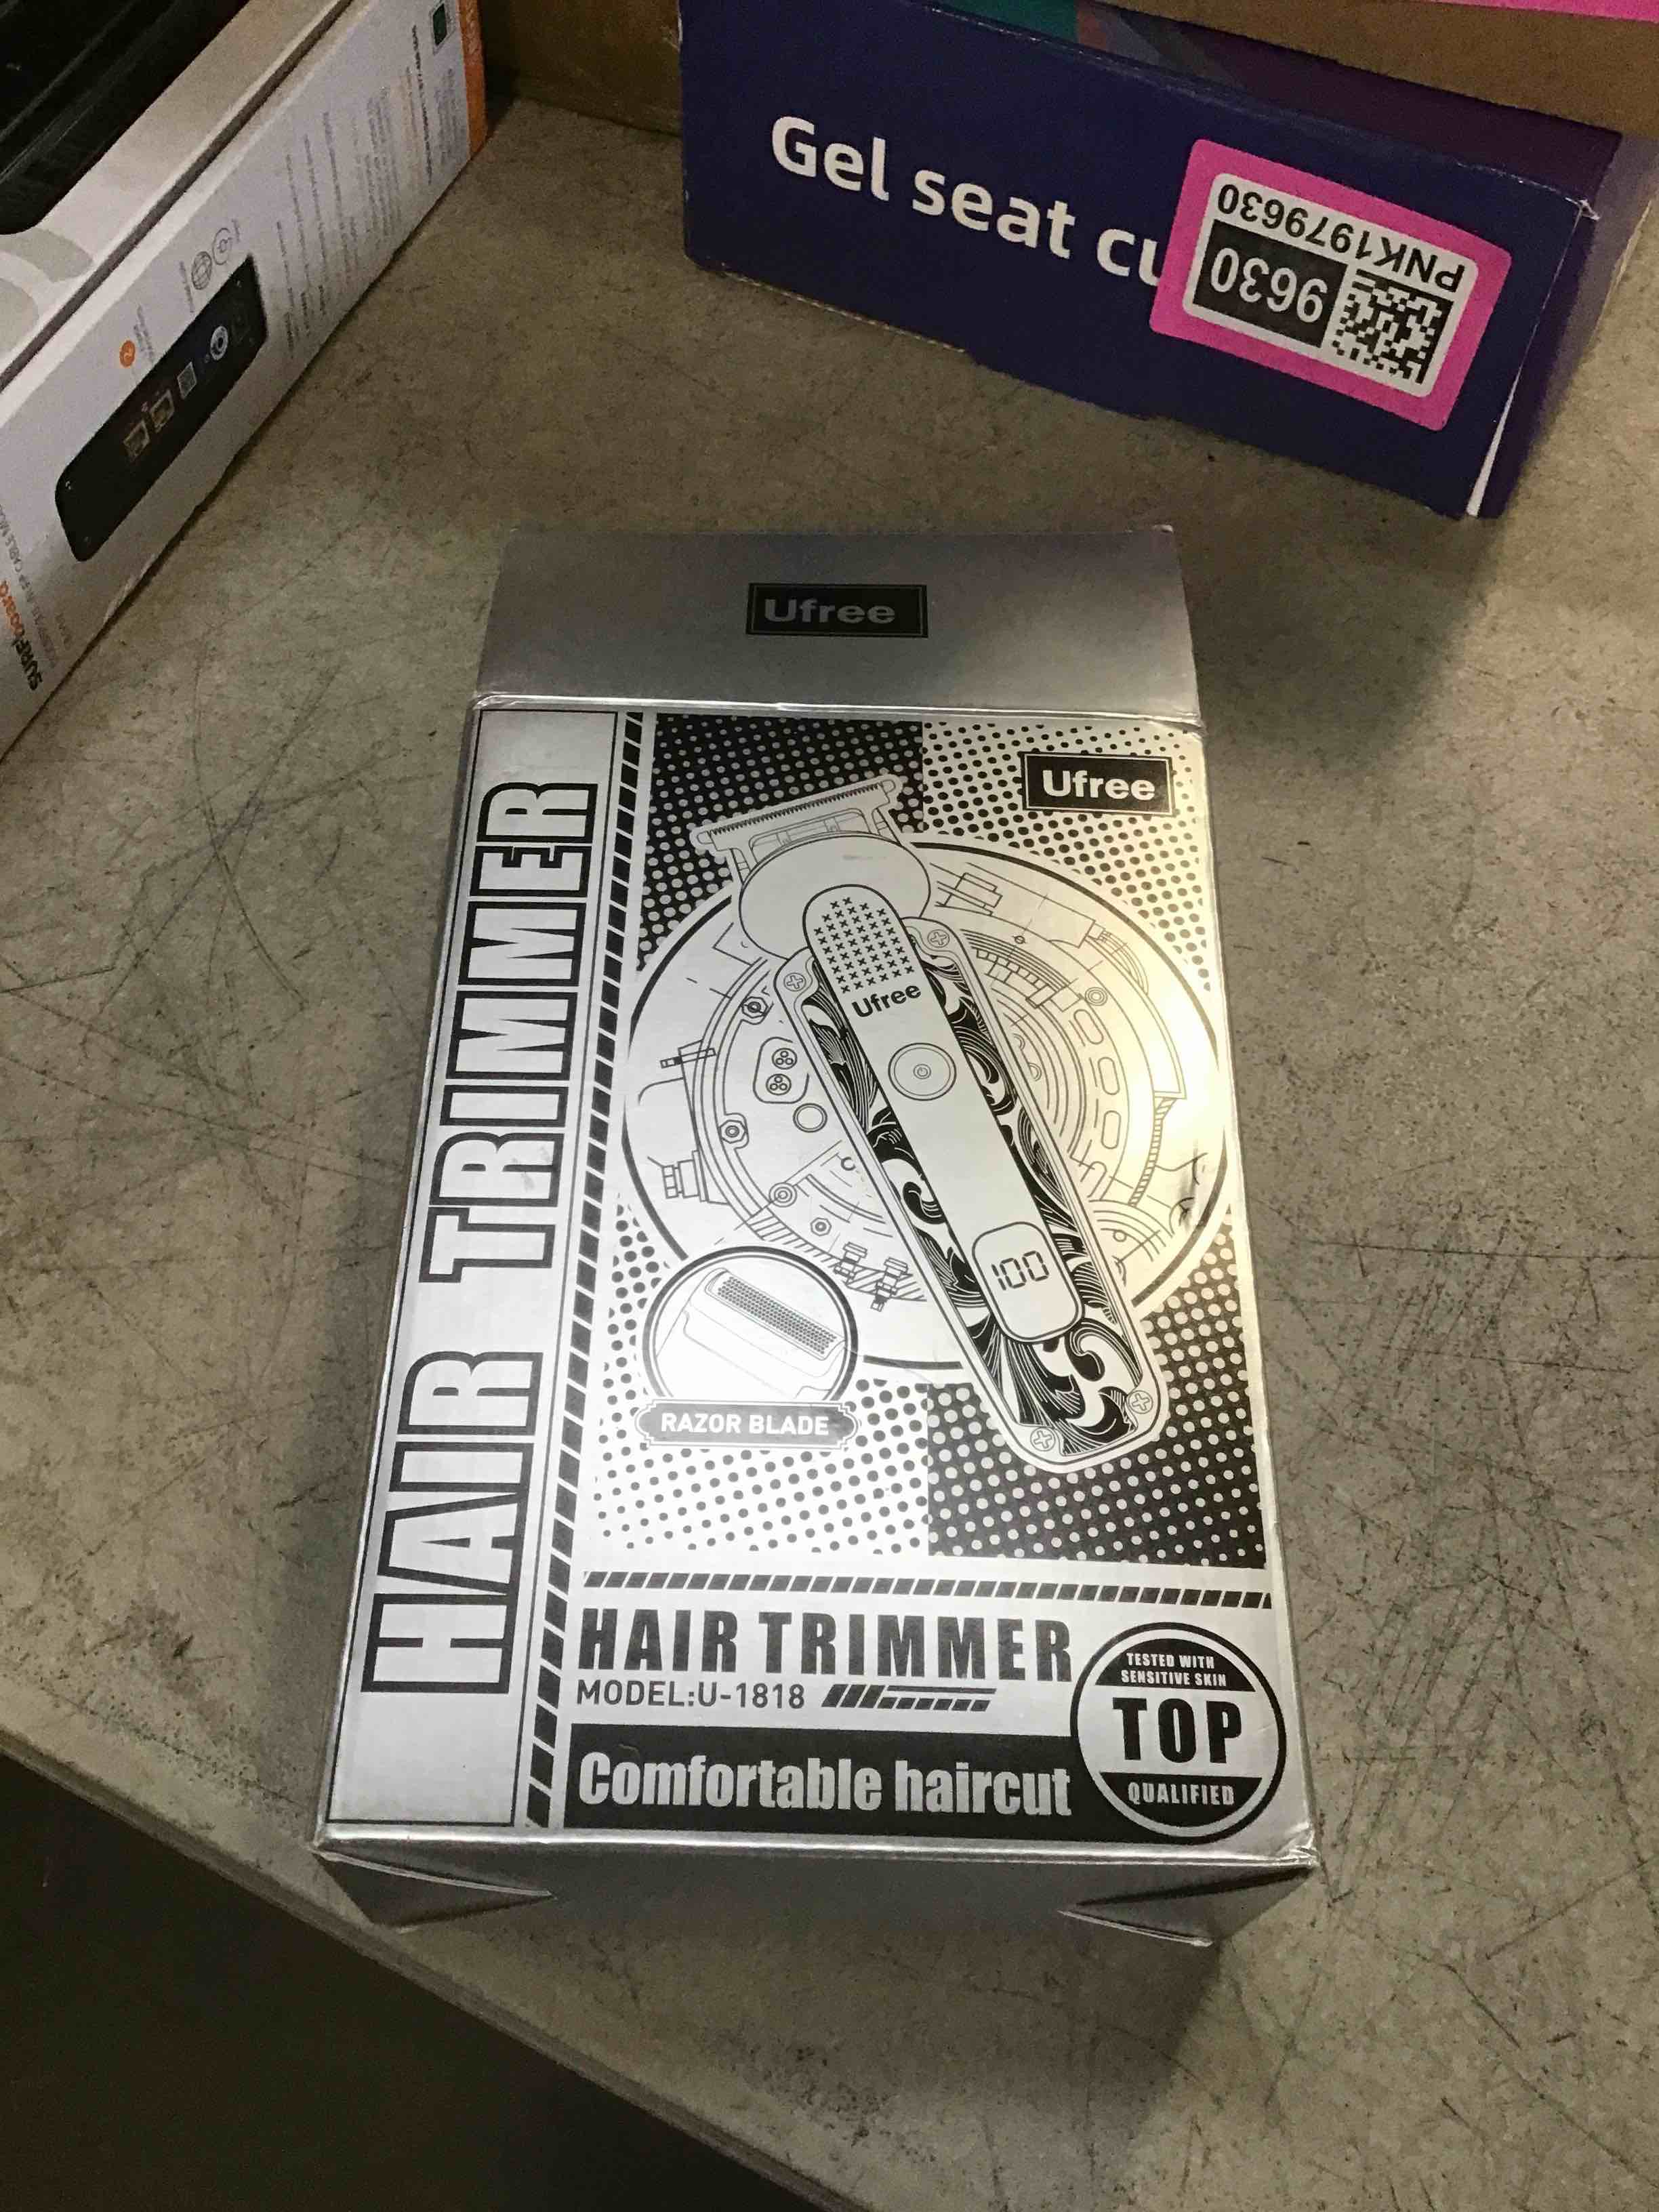 Gel seat cu
PNK1979630
9630
SURFboard
Ufree
Ufree
HAIR TRIMMER
Ufree
100
RAZOR BLADE
HAIR TRIMMER
MODEL:U-1818
Comfortable haircut
TESTED WITH
SENSITIVE SKIN
TOP
QUALIFIED